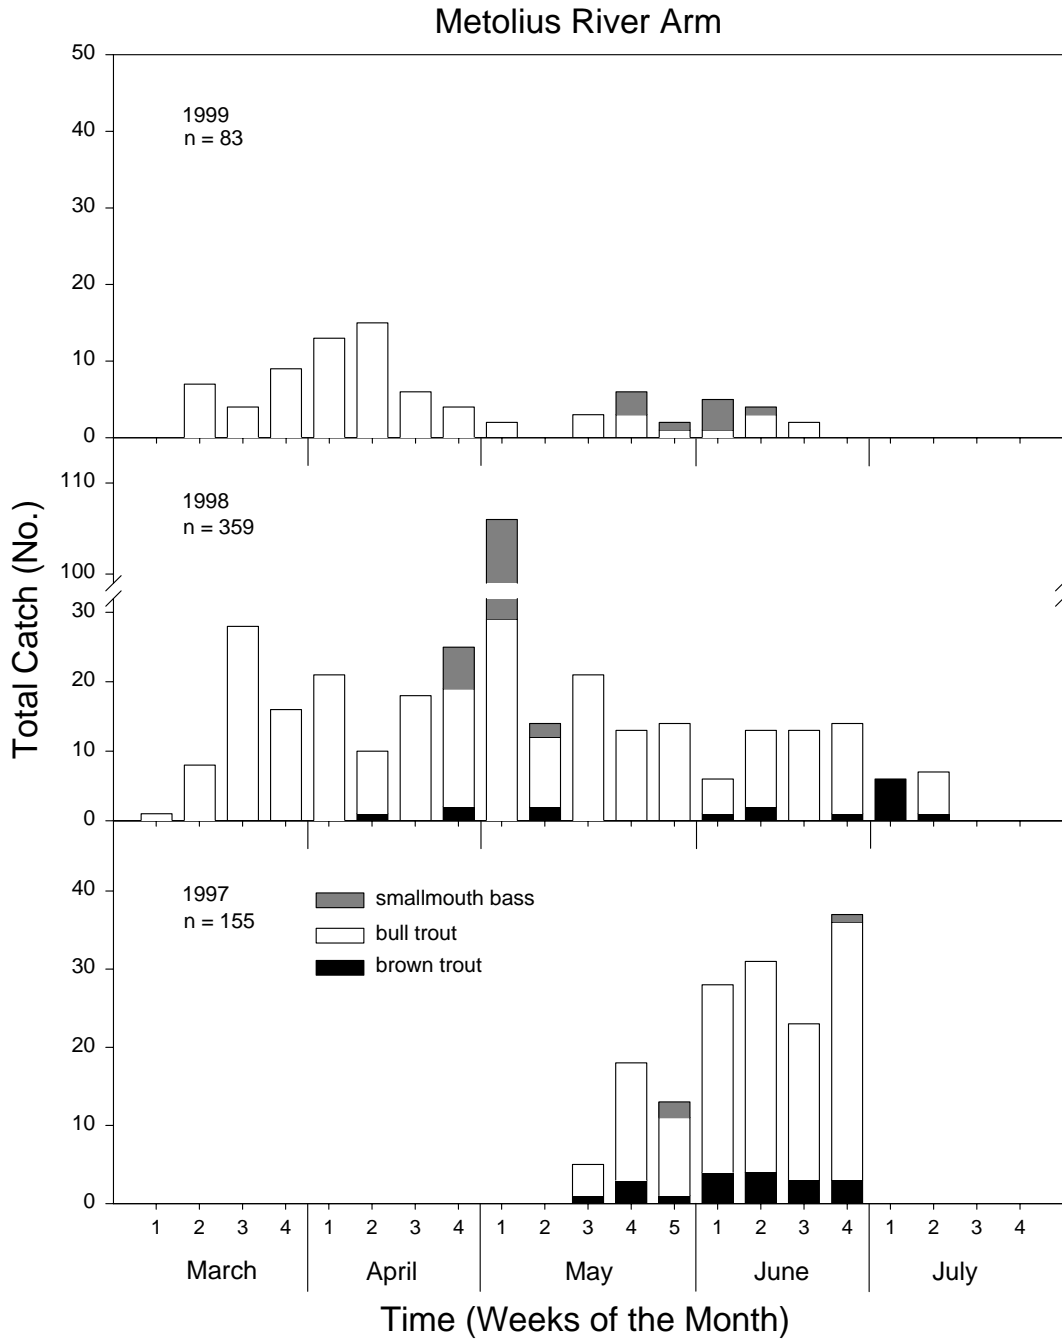 Metolius River Arm
50
1999
n = 83
40
30
20
10
0
110
1998
n = 359
100
30
20
10
0
Total Catch (No.)
40
1997
n = 155
smallmouth bass
bull trout
brown trout
30
20
10
0
1 2 3 4 1 2 3 4 1 2 3 4 5 1 2 3 4 1 2 3 4
March April May June July
Time (Weeks of the Month)